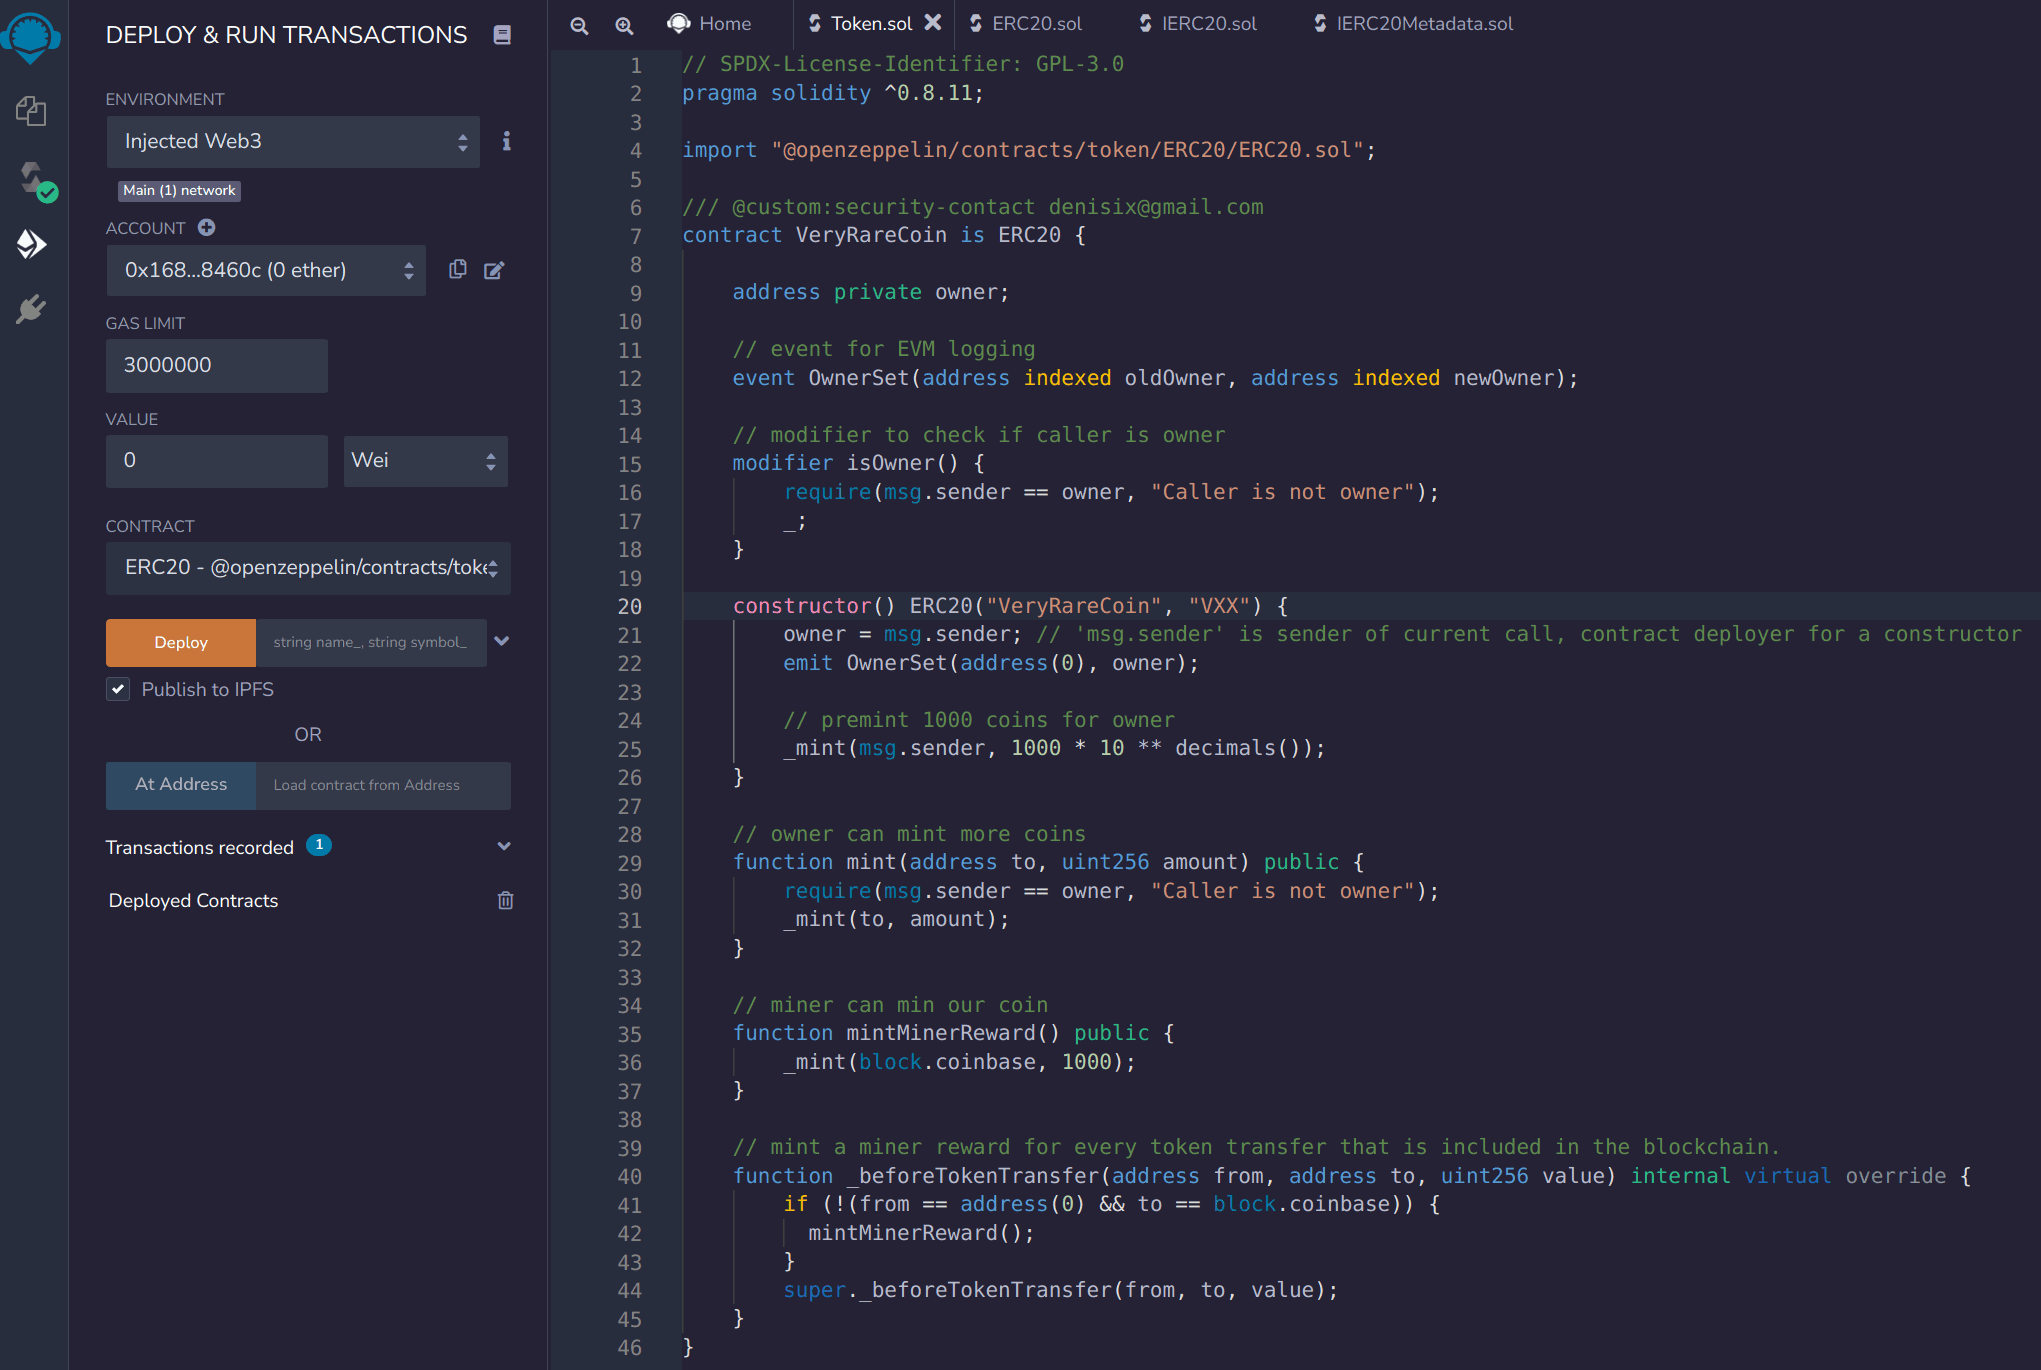 DEPLOY & RUN TRANSACTIONS
ENVIRONMENT
Injected Web3
Main (1) network
ACCOUNT
0x168...8460c (0 ether)
GAS LIMIT
3000000
VALUE
0
Wei
CONTRACT
ERC20 - @openzeppelin/contracts/toke
Deploy
string name_, string symbol_
Publish to IPFS
OR
At Address
Load contract from Address
Transactions recorded 1
Deployed Contracts
Home
Token.sol
ERC20.sol
IERC20.sol
IERC20Metadata.sol
1 // SPDX-License-Identifier: GPL-3.0
2 pragma solidity ^0.8.11;
3
4 import "@openzeppelin/contracts/token/ERC20/ERC20.sol";
5
6 /// @custom:security-contact denisix@gmail.com
7 contract VeryRareCoin is ERC20 {
8
9     address private owner;
10
11     // event for EVM logging
12     event OwnerSet(address indexed oldOwner, address indexed newOwner);
13
14     // modifier to check if caller is owner
15     modifier isOwner() {
16         require(msg.sender == owner, "Caller is not owner");
17         _;
18     }
19
20     constructor() ERC20("VeryRareCoin", "VXX") {
21         owner = msg.sender; // 'msg.sender' is sender of current call, contract deployer for a constructor
22         emit OwnerSet(address(0), owner);
23
24         // premint 1000 coins for owner
25         _mint(msg.sender, 1000 * 10 ** decimals());
26     }
27
28     // owner can mint more coins
29     function mint(address to, uint256 amount) public {
30         require(msg.sender == owner, "Caller is not owner");
31         _mint(to, amount);
32     }
33
34     // miner can min our coin
35     function mintMinerReward() public {
36         _mint(block.coinbase, 1000);
37     }
38
39     // mint a miner reward for every token transfer that is included in the blockchain.
40     function _beforeTokenTransfer(address from, address to, uint256 value) internal virtual override {
41         if (!(from == address(0) && to == block.coinbase)) {
42           mintMinerReward();
43         }
44         super._beforeTokenTransfer(from, to, value);
45     }
46 }